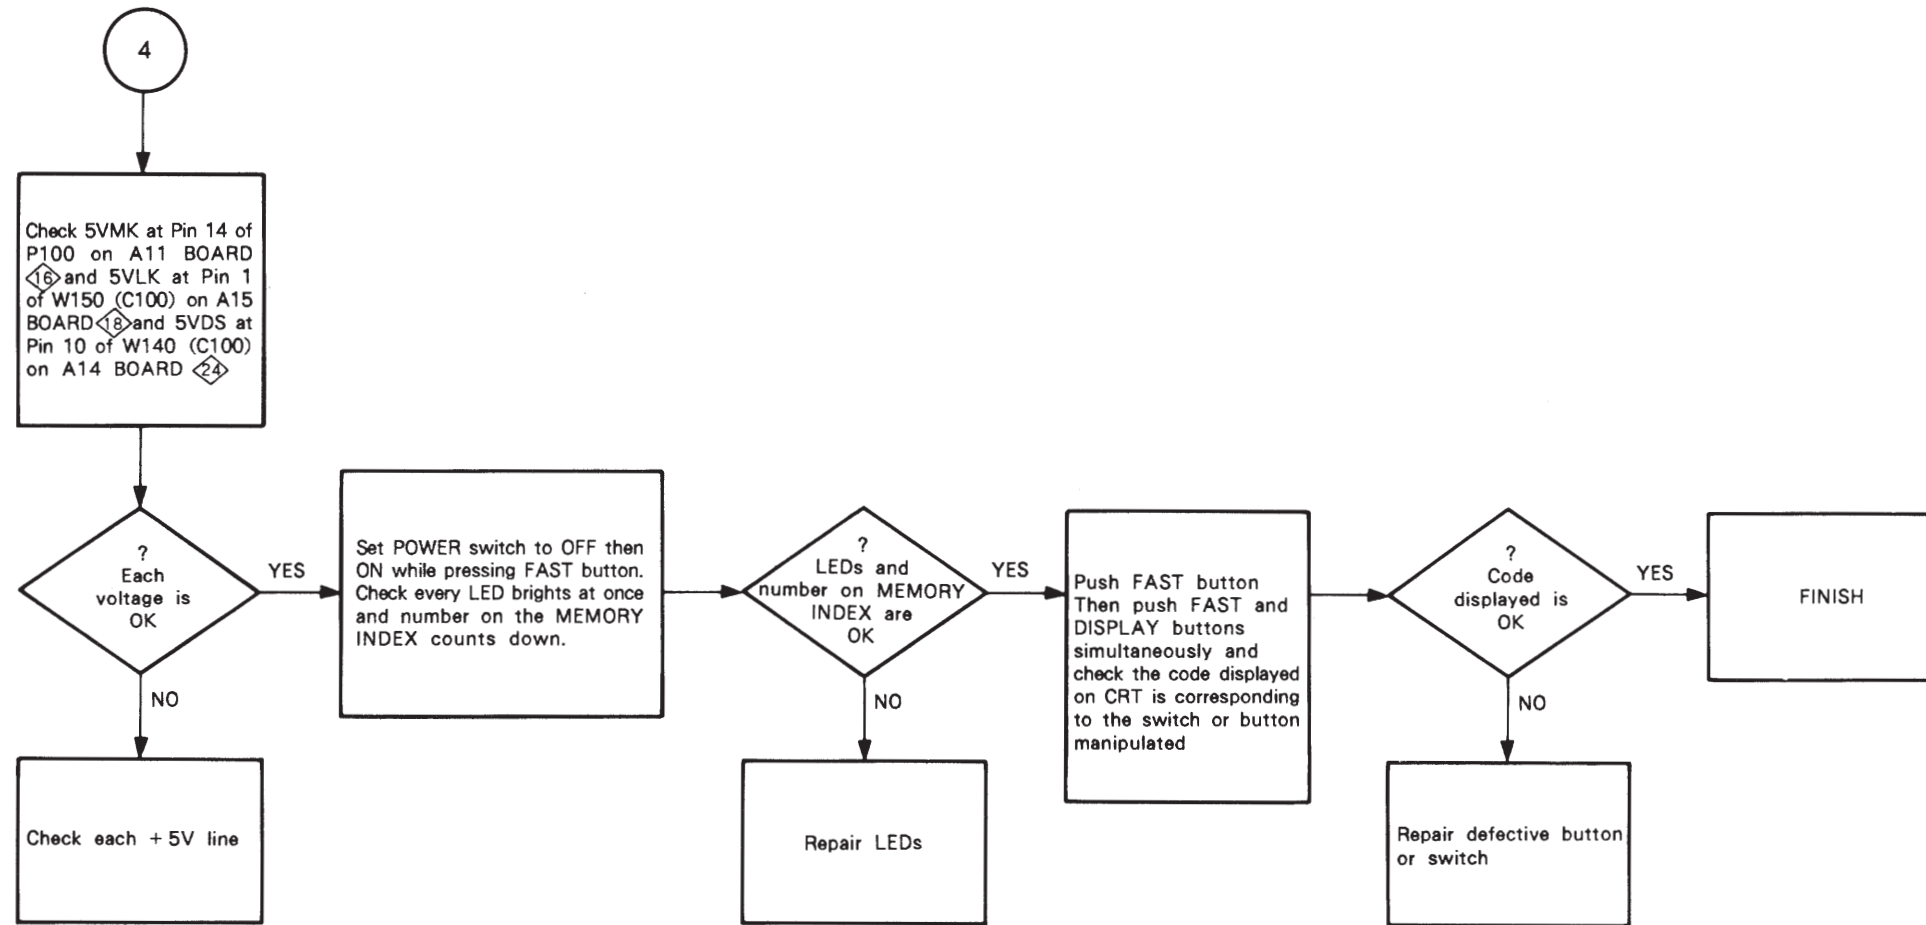 4
Check 5VMK at Pin 14 of
P100 on A11 BOARD
16 and 5VLK at Pin 1
of W150 (C100) on A15
BOARD 18 and 5VDS at
Pin 10 of W140 (C100)
on A14 BOARD 24
?
Each
voltage is
OK
YES
NO
Check each + 5V line
Set POWER switch to OFF then
ON while pressing FAST button.
Check every LED brights at once
and number on the MEMORY
INDEX counts down.
?
LEDs and
number on MEMORY
INDEX are
OK
YES
NO
Repair LEDs
Push FAST button
Then push FAST and
DISPLAY buttons
simultaneously and
check the code displayed
on CRT is corresponding
to the switch or button
manipulated
?
Code
displayed is
OK
YES
NO
Repair defective button
or switch
FINISH